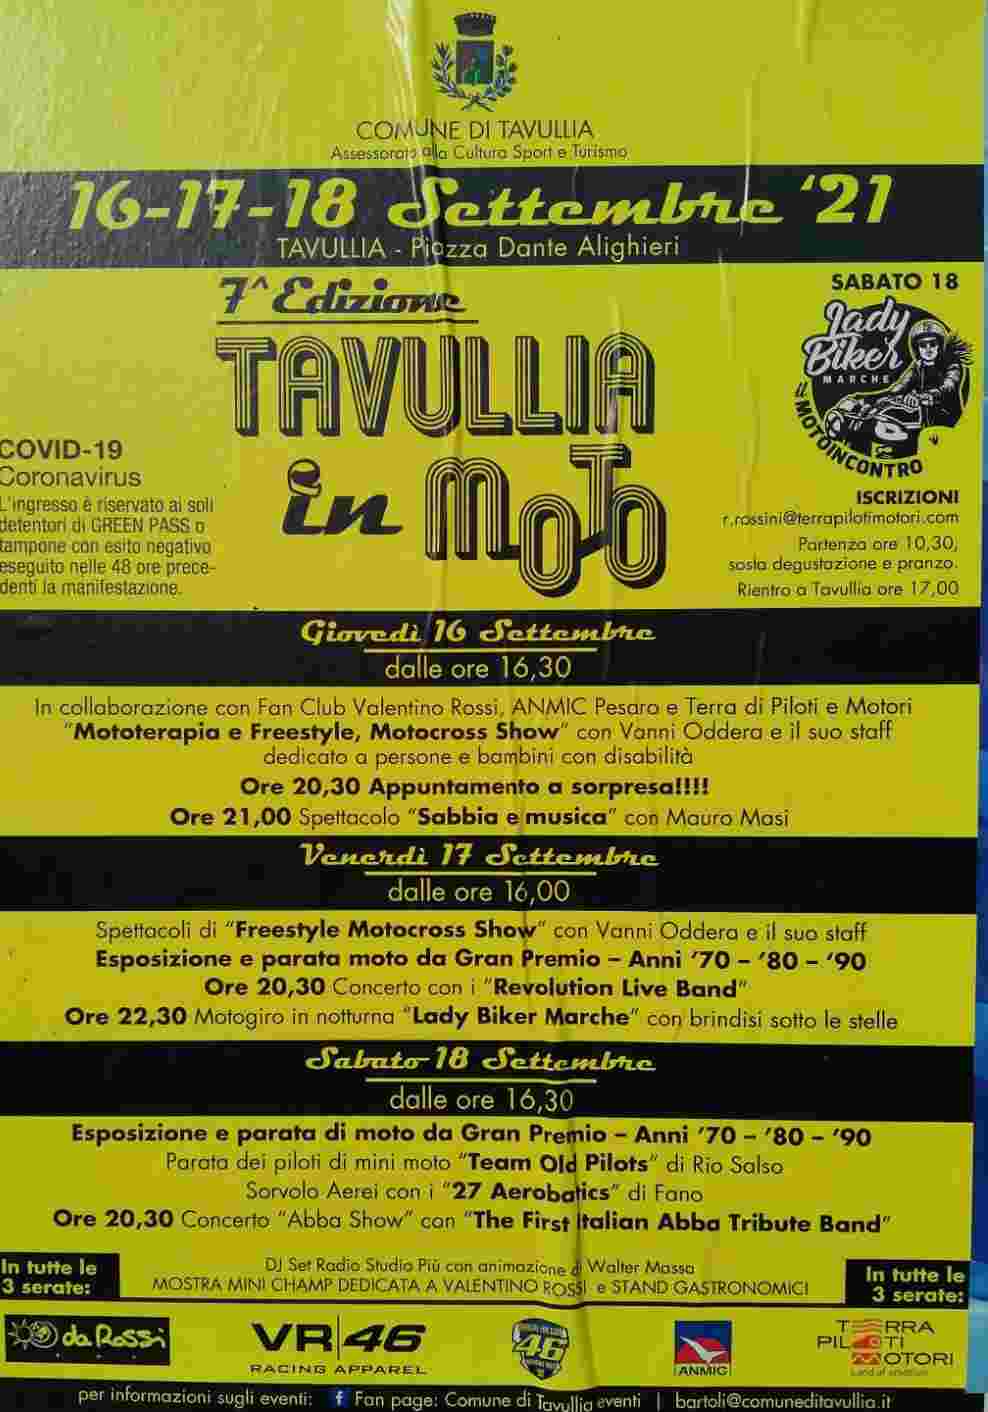 COMUNE DI TAVULLIA
Assessorato alla Cultura Sport e Turismo
16-17-18 Settembre '21
TAVULLIA - Piazza Dante Alighieri
7^ Edizione
TAVULLIA
in MOTO
SABATO 18
Lady
Biker
MARCHE
il MOTOINCONTRO
ISCRIZIONI
r.rossini@terrapilotimotori.com
Partenza ore 10,30,
sosta degustazione e pranzo.
Rientro a Tavullia ore 17,00
COVID-19
Coronavirus
L'ingresso è riservato ai soli
detentori di GREEN PASS o
tampone con esito negativo
eseguito nelle 48 ore prece-
denti la manifestazione.
Giovedì 16 Settembre
dalle ore 16,30
In collaborazione con Fan Club Valentino Rossi, ANMIC Pesaro e Terra di Piloti e Motori
"Mototerapia e Freestyle, Motocross Show" con Vanni Oddera e il suo staff
dedicato a persone e bambini con disabilità
Ore 20,30 Appuntamento a sorpresa!!!!
Ore 21,00 Spettacolo "Sabbia e musica" con Mauro Masi
Venerdì 17 Settembre
dalle ore 16,00
Spettacoli di "Freestyle Motocross Show" con Vanni Oddera e il suo staff
Esposizione e parata moto da Gran Premio – Anni '70 – '80 – '90
Ore 20,30 Concerto con i "Revolution Live Band"
Ore 22,30 Motogiro in notturna "Lady Biker Marche" con brindisi sotto le stelle
Sabato 18 Settembre
dalle ore 16,30
Esposizione e parata di moto da Gran Premio – Anni '70 – '80 – '90
Parata dei piloti di mini moto "Team Old Pilots" di Rio Salso
Sorvolo Aerei con i "27 Aerobatics" di Fano
Ore 20,30 Concerto "Abba Show" con "The First Italian Abba Tribute Band"
In tutte le
3 serate:
DJ Set Radio Studio Più con animazione di Walter Massa
MOSTRA MINI CHAMP DEDICATA A VALENTINO ROSSI e STAND GASTRONOMICI
In tutte le
3 serate:
da Rossi
VR|46
RACING APPAREL
46
ANMIC
TERRA
PILOTI
MOTORI
Land of emotion
per informazioni sugli eventi: f Fan page: Comune di Tavullia eventi | bartoli@comuneditavullia.it